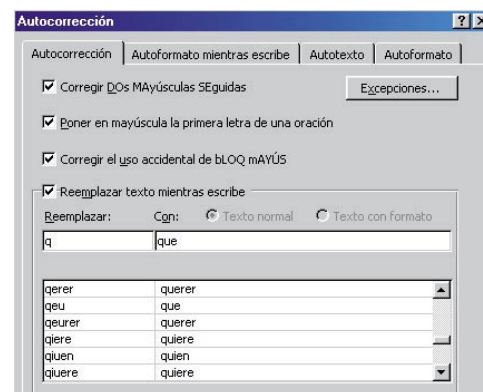 Autocorrección
Autocorrección Autoformato mientras escribe Autotexto Autoformato
Corregir DOs MAyúsculas SEguidas Excepciones...
Poner en mayúscula la primera letra de una oración
Corregir el uso accidental de bLOQ mAYÚS
Reemplazar texto mientras escribe
Reemplazar: Con: Texto normal Texto con formato
q que
qerer querer
qeu que
qeurer querer
qiere quiere
qiuen quien
qiuere quiere